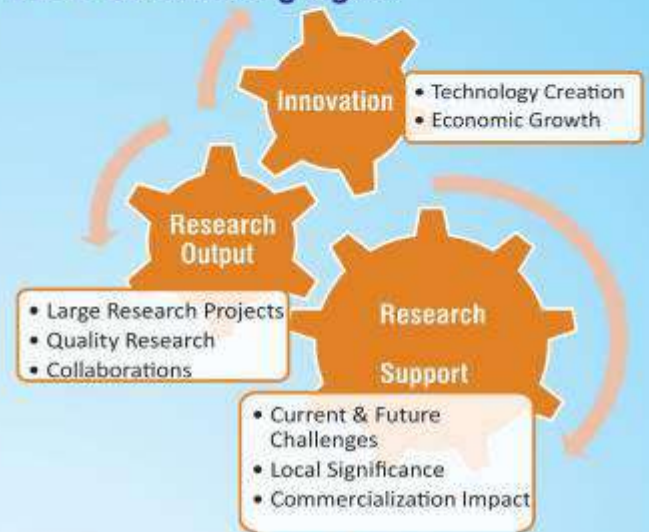 Innovation
• Technology Creation
• Economic Growth
Research
Output
• Large Research Projects
• Quality Research
• Collaborations
Research
Support
• Current & Future
Challenges
• Local Significance
• Commercialization Impact